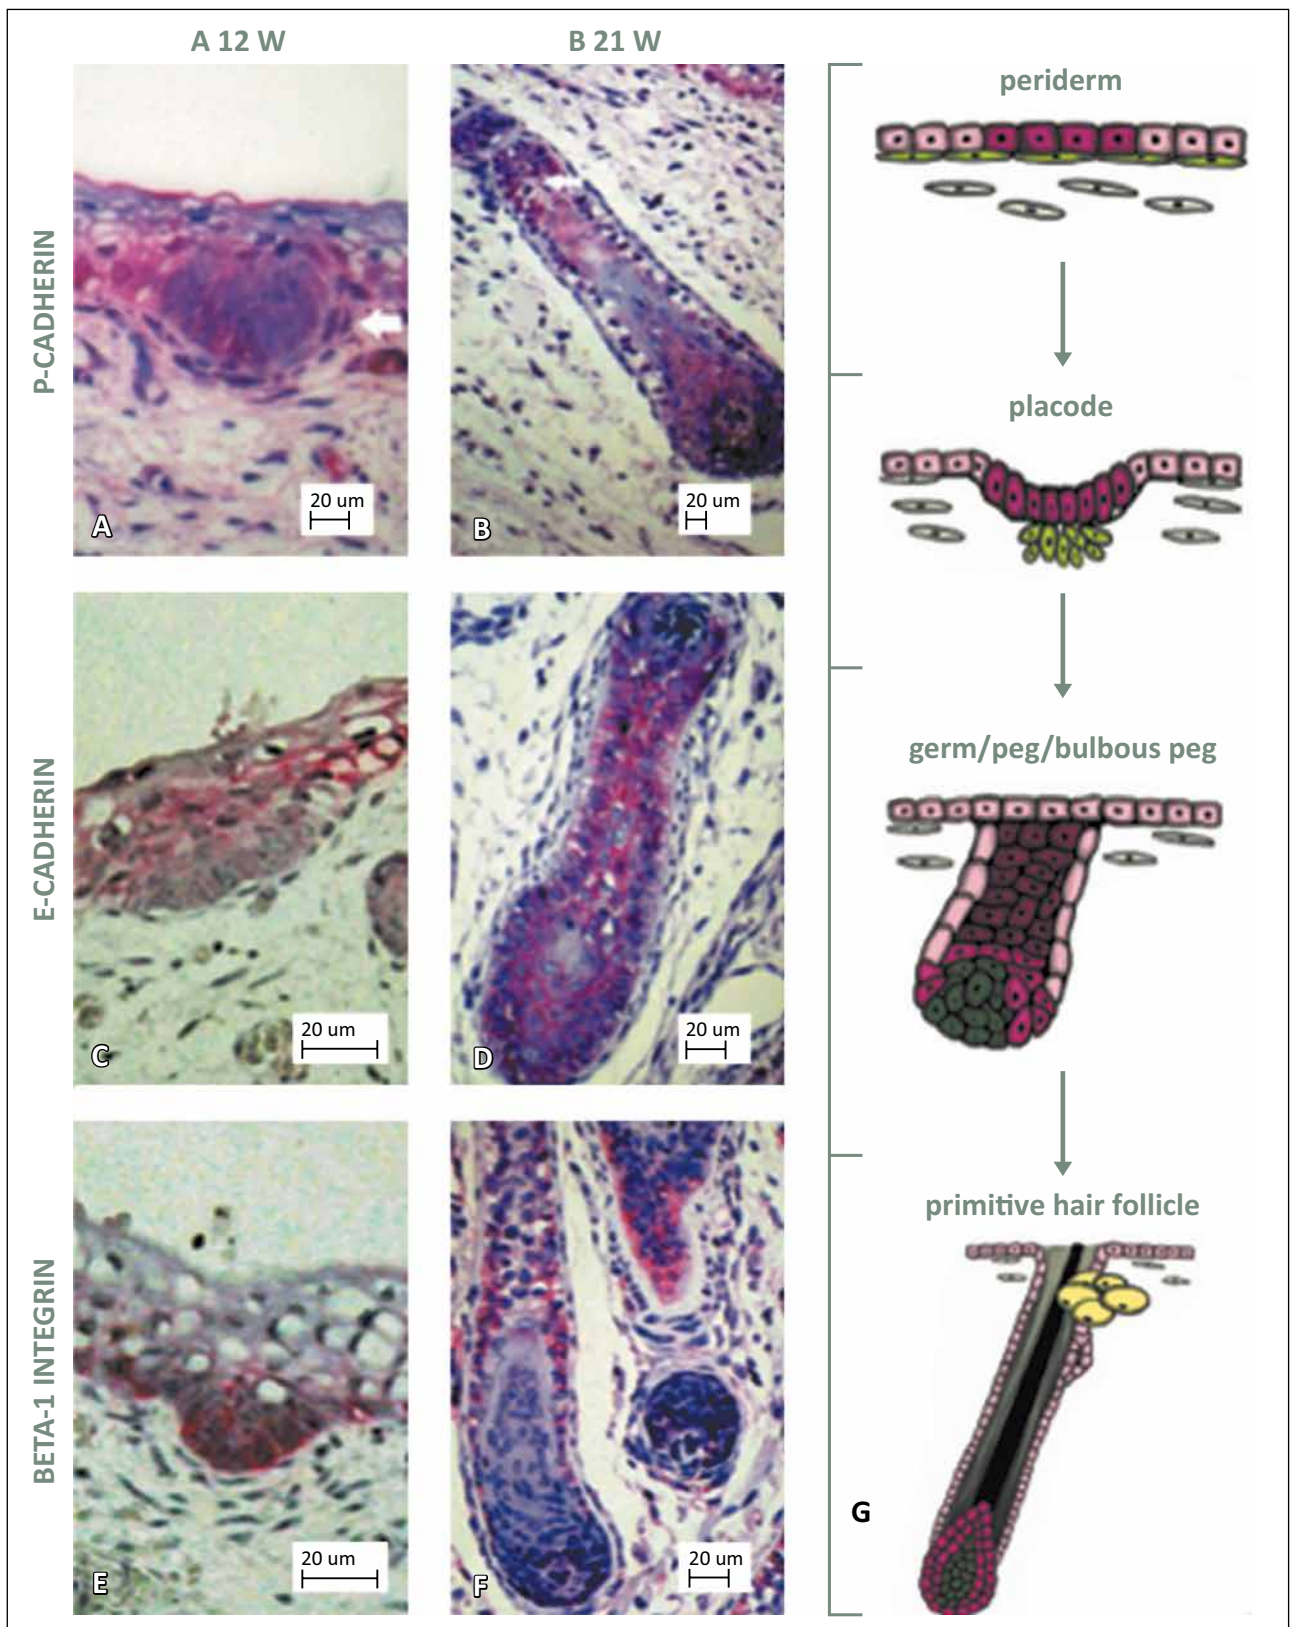 A 12 W
B 21 W
P-CADHERIN
A
20 um
B
20 um
E-CADHERIN
C
20 um
D
20 um
BETA-1 INTEGRIN
E
20 um
F
20 um
periderm
placode
germ/peg/bulbous peg
primitive hair follicle
G